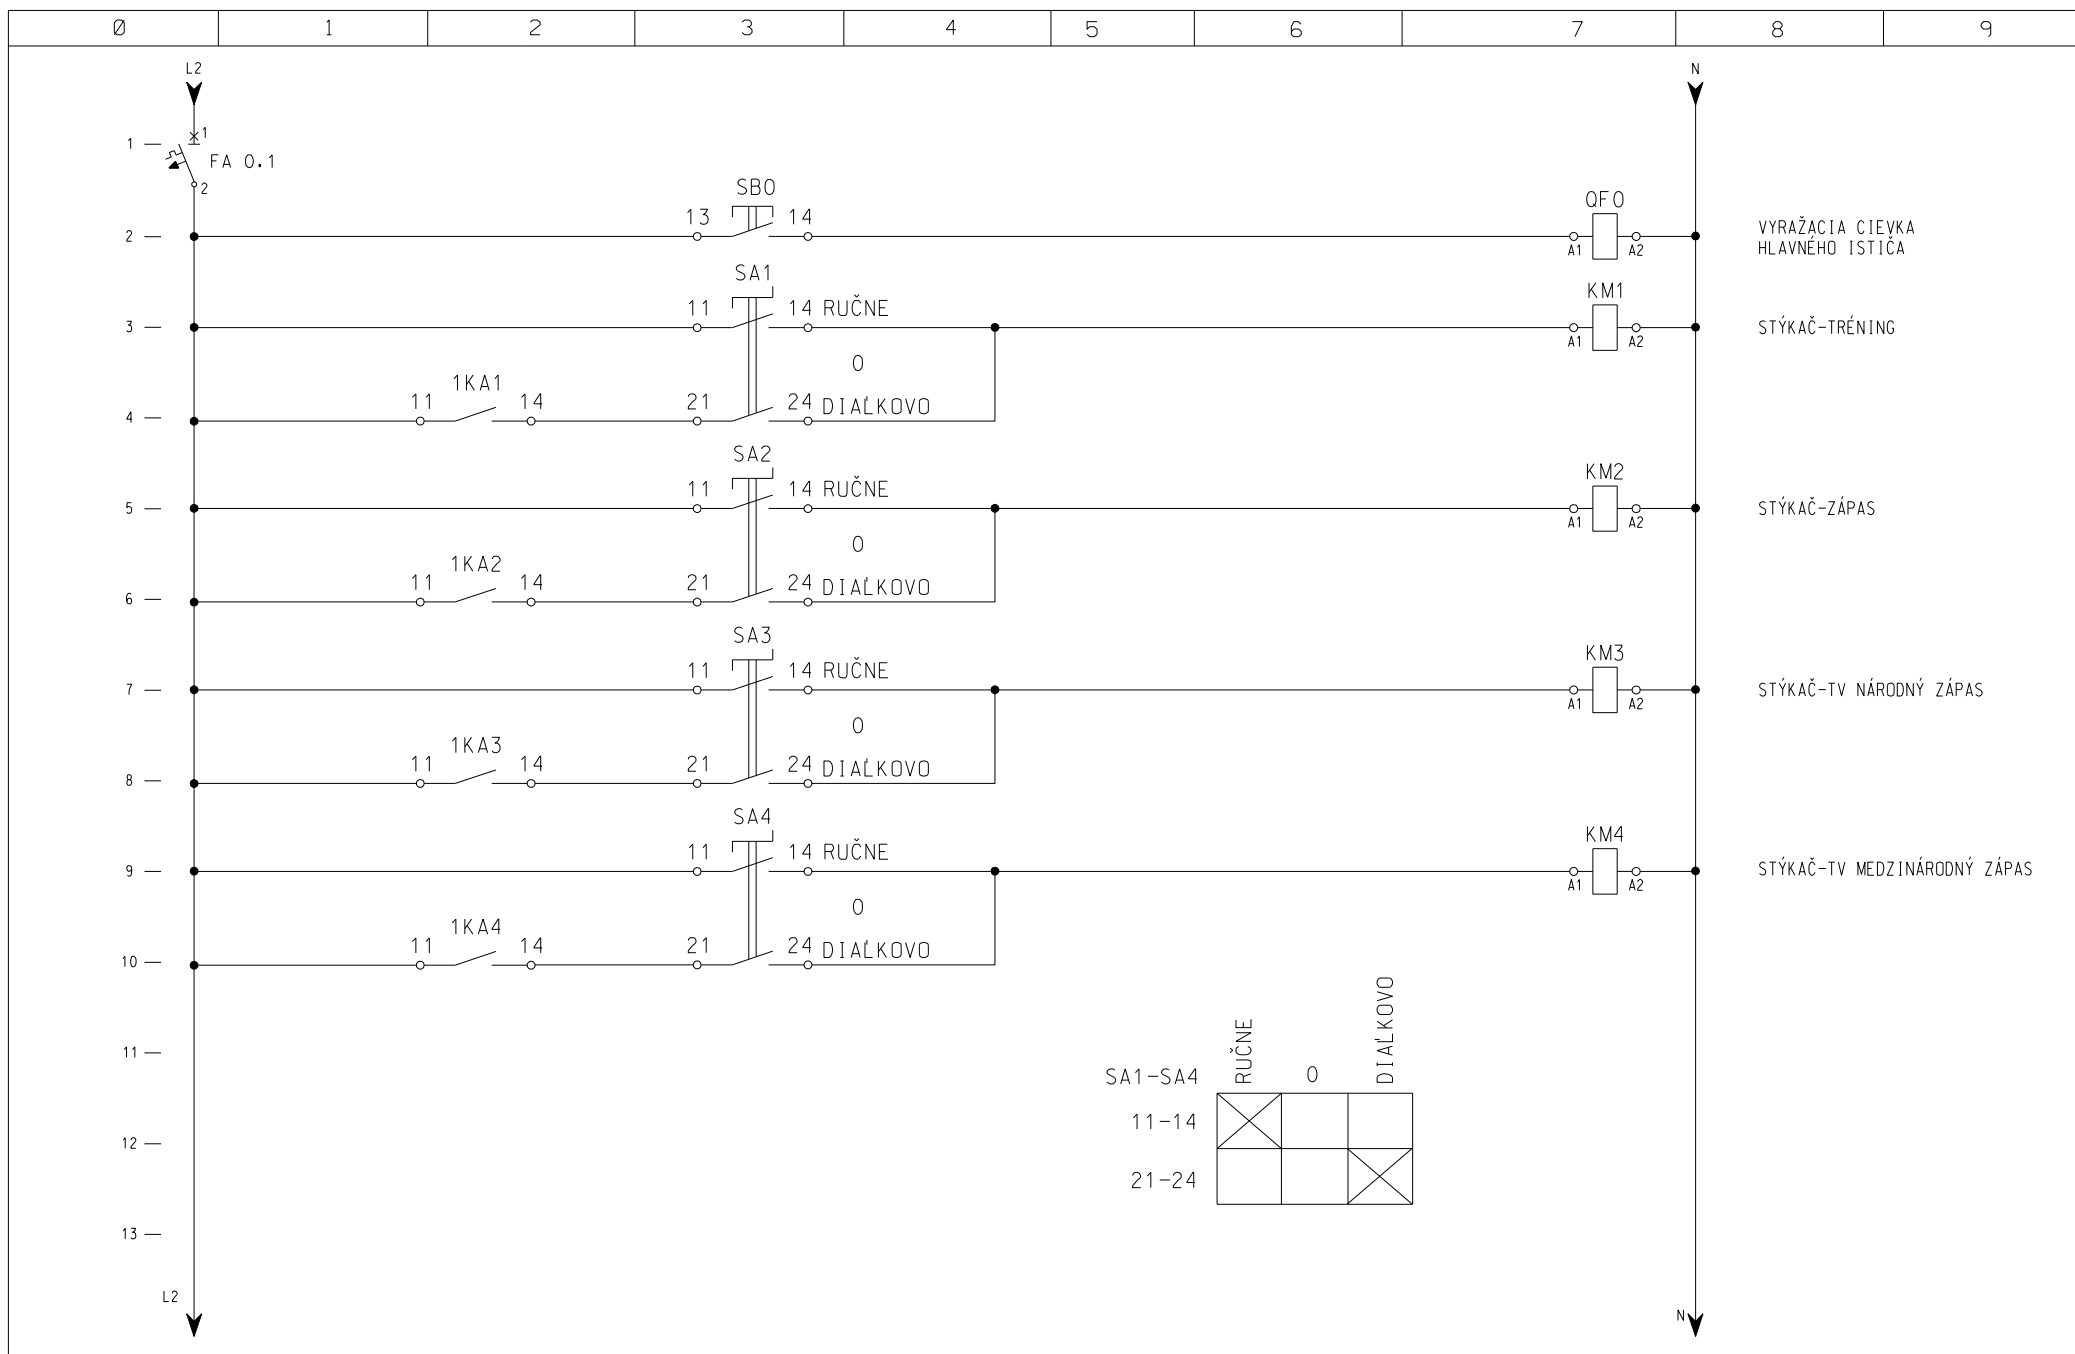 Ø 1 2 3 4 5 6 7 8 9
L2 N
1
1 FA 0.1
2
SB0 QF0
13 14
2 A1 A2 VYRAŽACIA CIEVKA
HLAVNÉHO ISTIČA
SA1 KM1
11 14 RUČNE
3 A1 A2 STÝKAČ-TRÉNING
0
1KA1
11 14 21 24 DIAĽKOVO
4
SA2 KM2
11 14 RUČNE
5 A1 A2 STÝKAČ-ZÁPAS
0
1KA2
11 14 21 24 DIAĽKOVO
6
SA3 KM3
11 14 RUČNE
7 A1 A2 STÝKAČ-TV NÁRODNÝ ZÁPAS
0
1KA3
11 14 21 24 DIAĽKOVO
8
SA4 KM4
11 14 RUČNE
9 A1 A2 STÝKAČ-TV MEDZINÁRODNÝ ZÁPAS
0
1KA4
11 14 21 24 DIAĽKOVO
10
11
SA1-SA4 RUČNE 0 DIAĽKOVO
11-14
12
21-24
13
L2 N